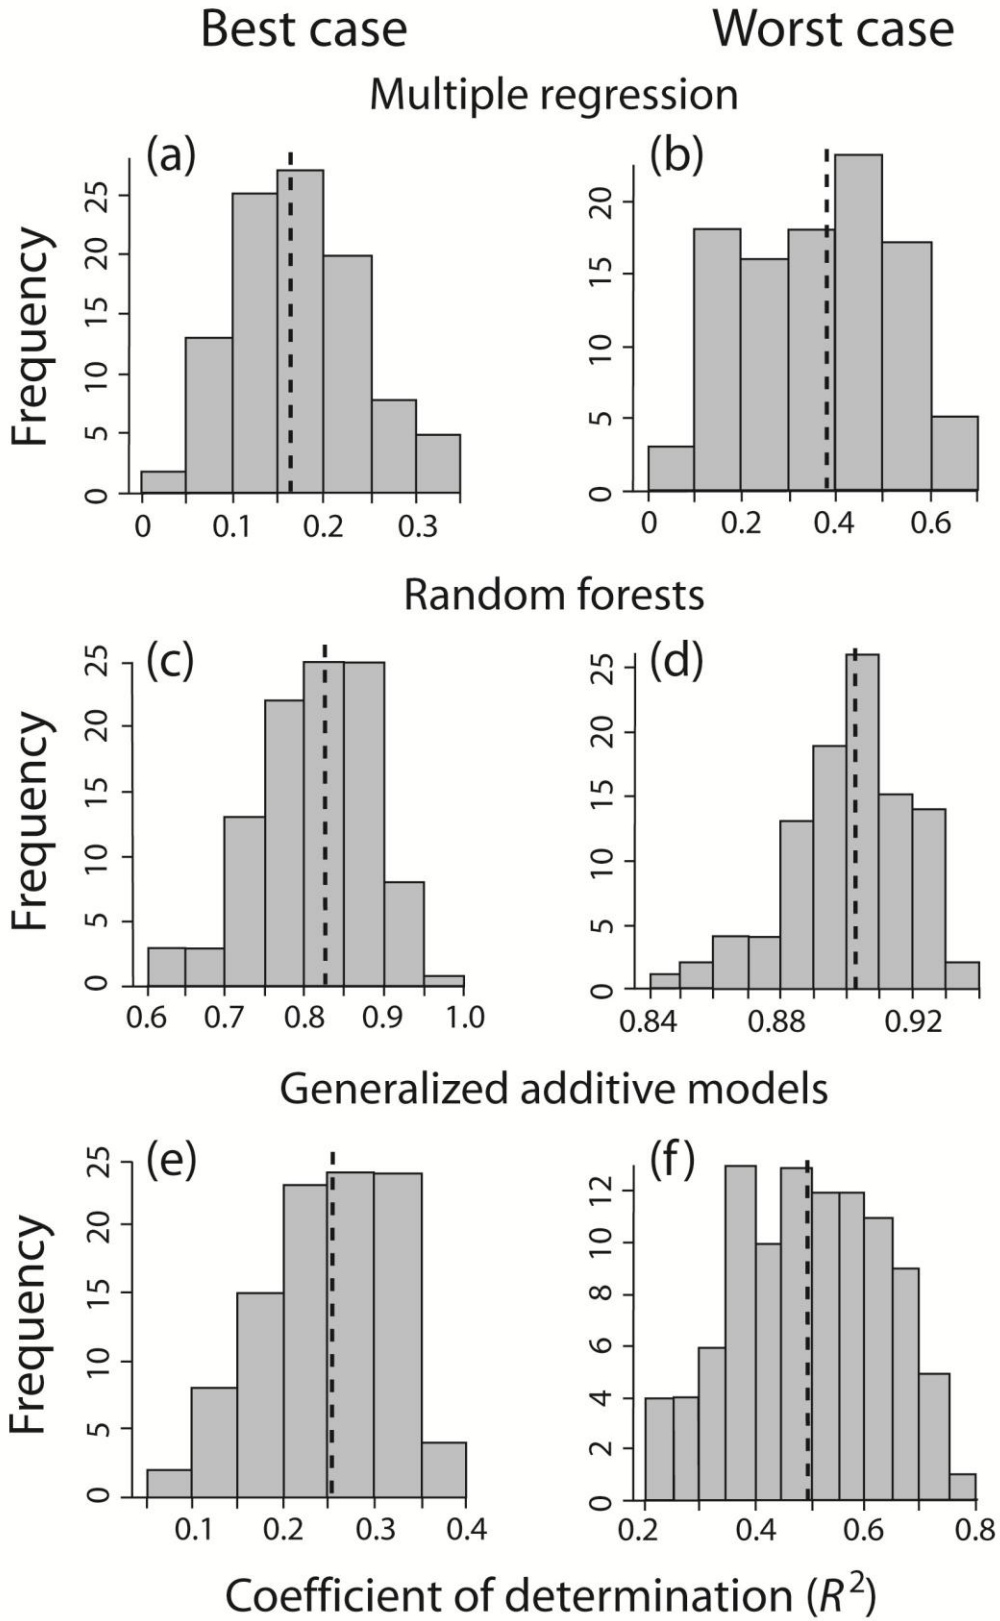 Best case Worst case
Multiple regression
(a) (b)
Frequency
0 5 10 15 20 25
0 0.1 0.2 0.3
0 5 10 15 20
0 0.2 0.4 0.6
Random forests
(c) (d)
Frequency
0 5 10 15 20 25
0.6 0.7 0.8 0.9 1.0
0 5 10 15 20 25
0.84 0.88 0.92
Generalized additive models
(e) (f)
Frequency
0 5 10 15 20 25
0.1 0.2 0.3 0.4
0 2 4 6 8 10 12
0.2 0.4 0.6 0.8
Coefficient of determination (R²)